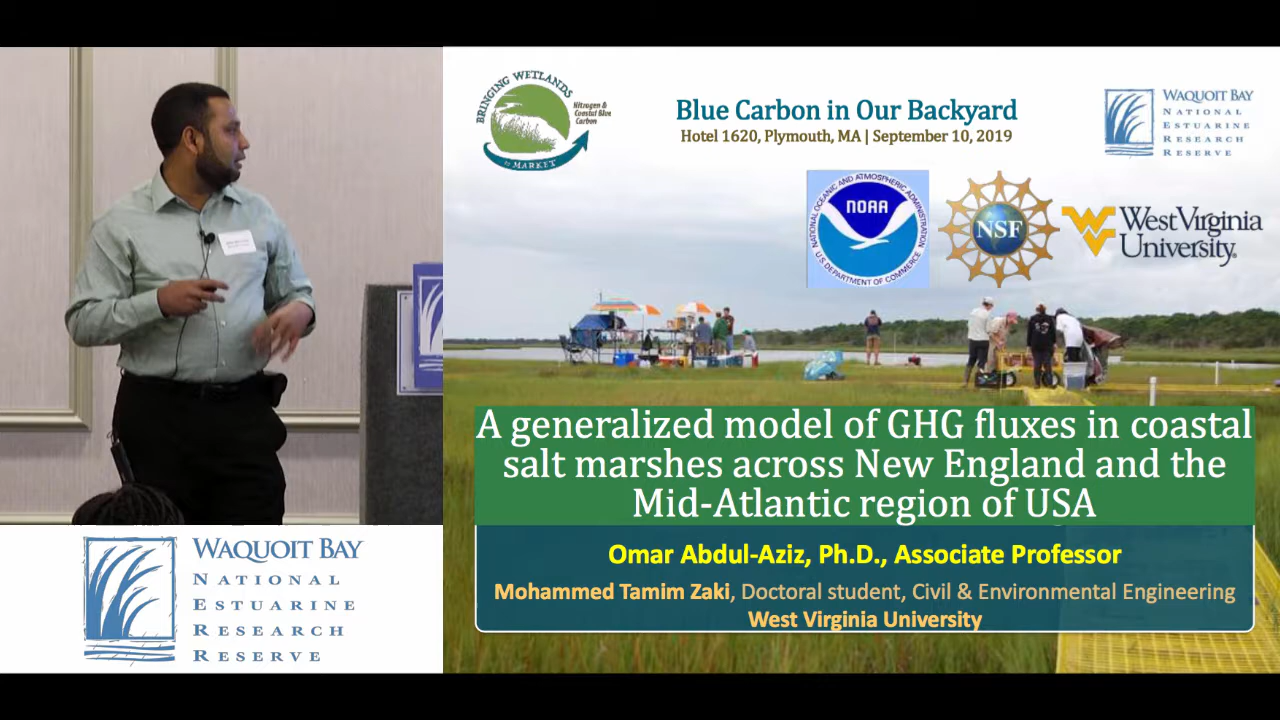 BRINGING WETLANDS
Nitrogen &
Coastal Blue
Carbon
to MARKET
Blue Carbon in Our Backyard
Hotel 1620, Plymouth, MA | September 10, 2019
WAQUOIT BAY
NATIONAL
ESTUARINE
RESEARCH
RESERVE
NATIONAL OCEANIC AND ATMOSPHERIC ADMINISTRATION
NOAA
U.S. DEPARTMENT OF COMMERCE
NSF
West Virginia
University.
A generalized model of GHG fluxes in coastal
salt marshes across New England and the
Mid-Atlantic region of USA
Omar Abdul-Aziz, Ph.D., Associate Professor
Mohammed Tamim Zaki, Doctoral student, Civil & Environmental Engineering
West Virginia University
WAQUOIT BAY
NATIONAL
ESTUARINE
RESEARCH
RESERVE